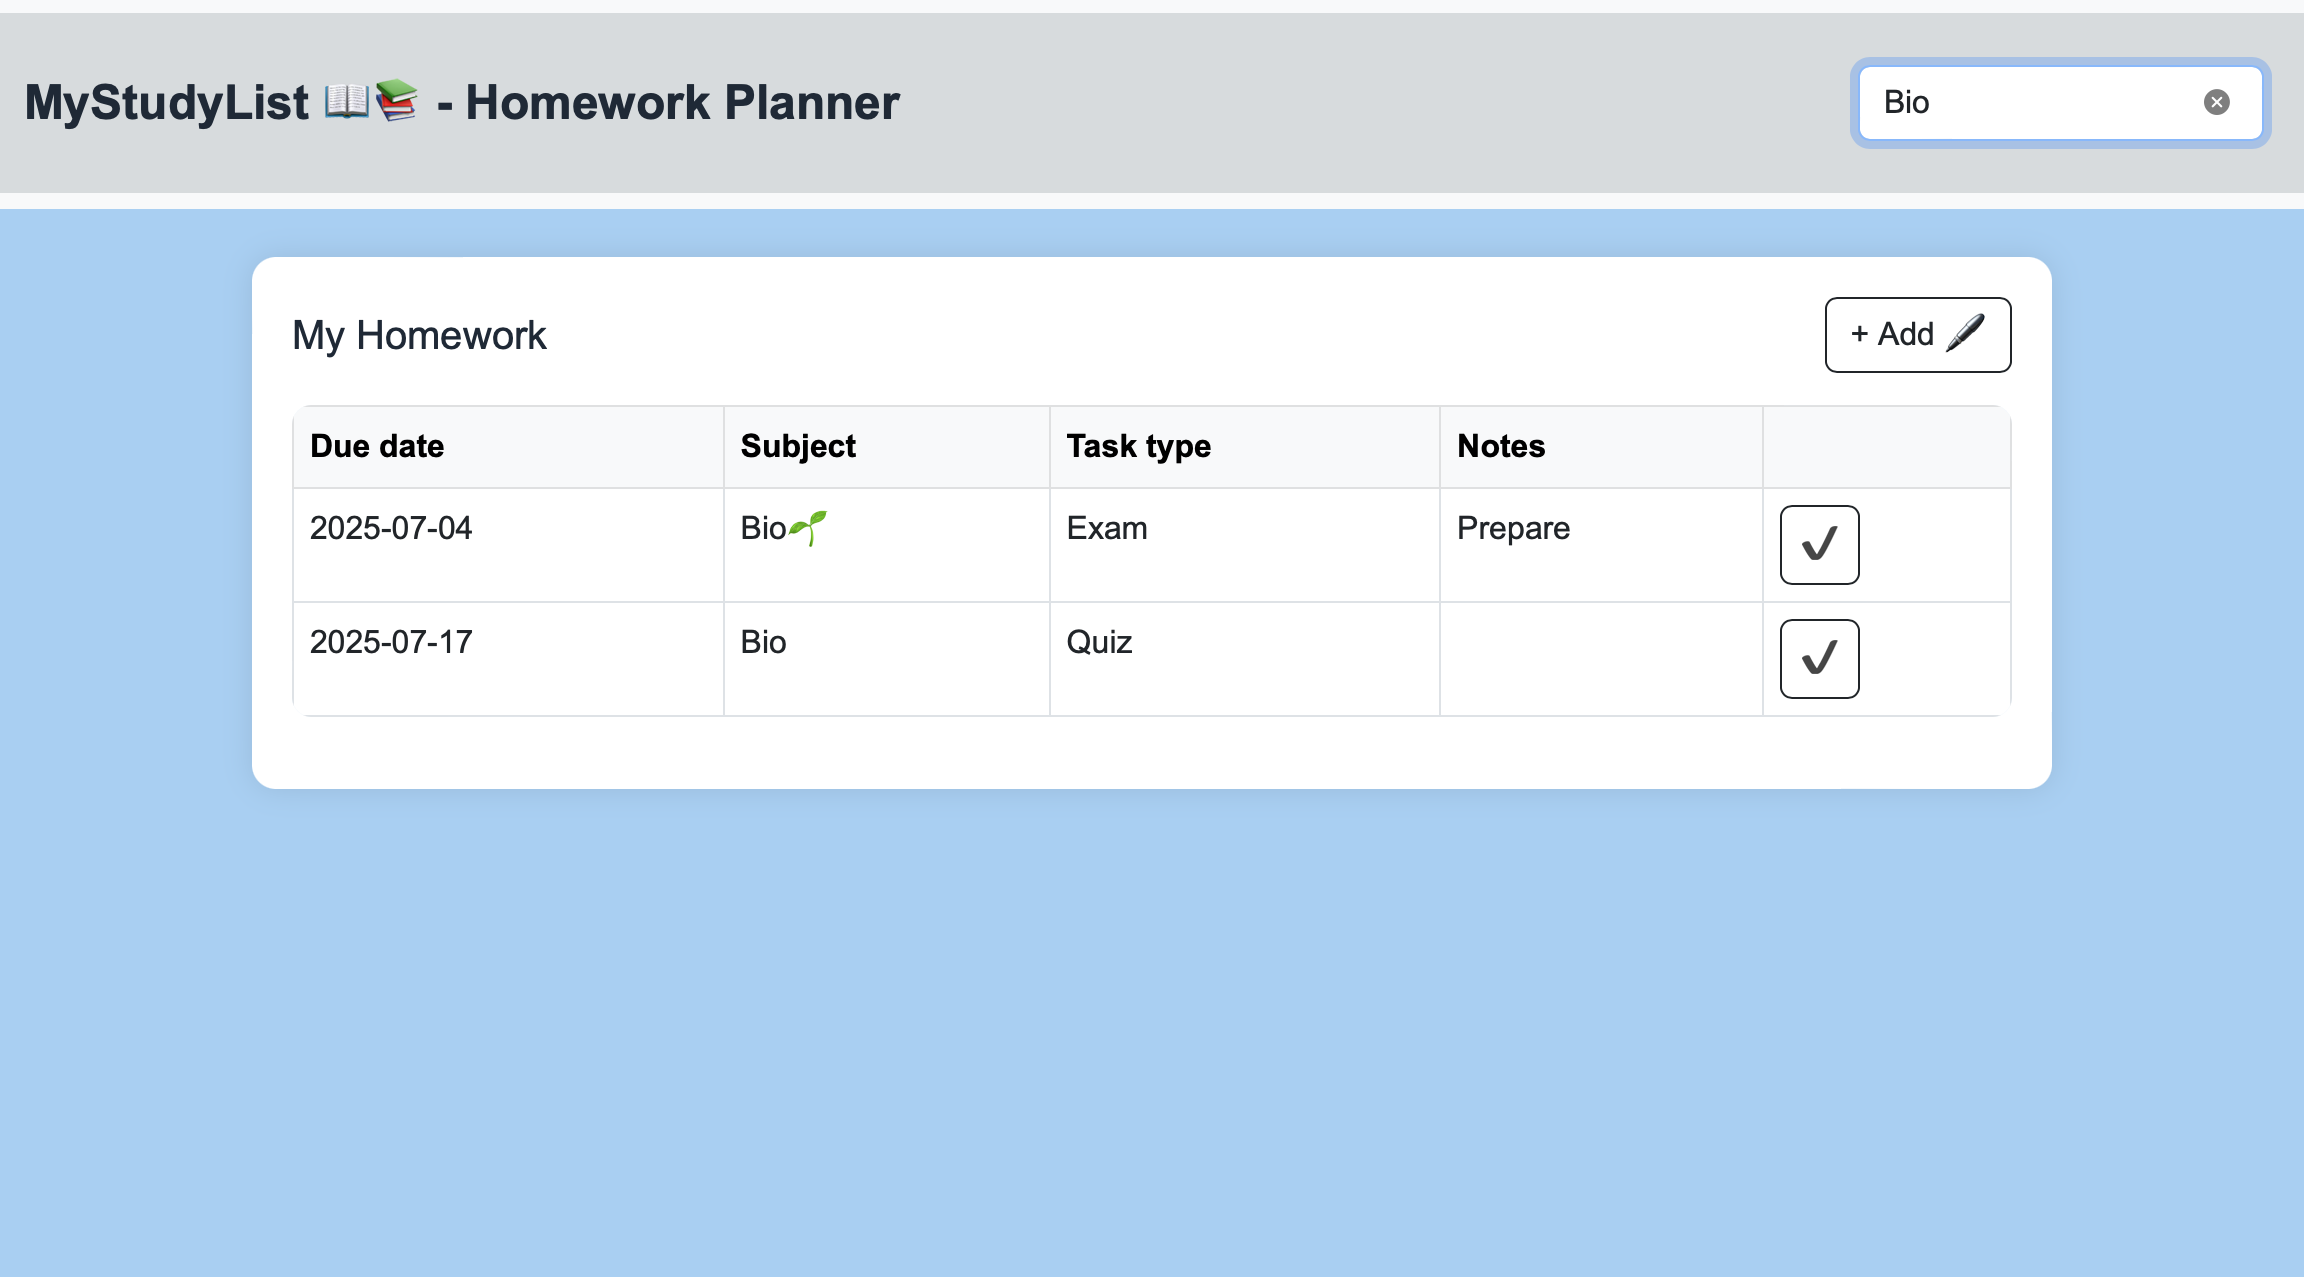 MyStudyList 📖📚 - Homework Planner
Bio
My Homework
+ Add 🖊️
Due date Subject Task type Notes
2025-07-04 Bio🌱 Exam Prepare ✔️
2025-07-17 Bio Quiz ✔️